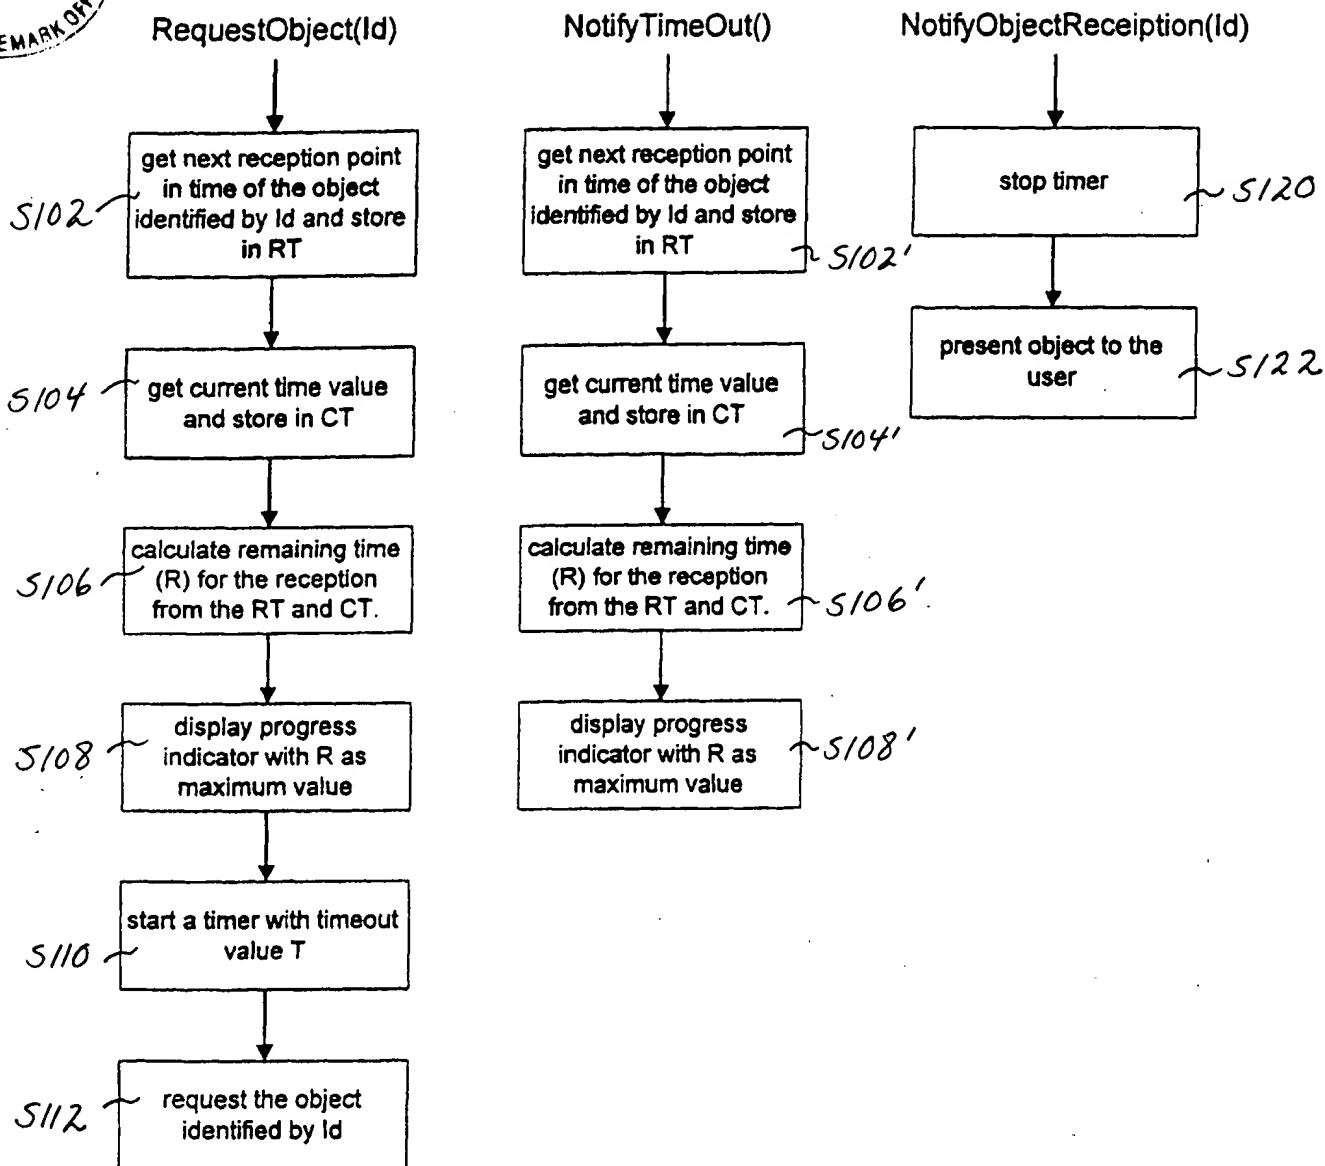 EMARK OFF
RequestObject(Id)
get next reception point
in time of the object
identified by Id and store
in RT
S102
get current time value
and store in CT
S104
calculate remaining time
(R) for the reception
from the RT and CT.
S106
display progress
indicator with R as
maximum value
S108
start a timer with timeout
value T
S110
request the object
identified by Id
S112
NotifyTimeOut()
get next reception point
in time of the object
identified by Id and store
in RT
S102'
get current time value
and store in CT
S104'
calculate remaining time
(R) for the reception
from the RT and CT.
S106'
display progress
indicator with R as
maximum value
S108'
NotifyObjectReceiption(Id)
stop timer
S120
present object to the
user
S122